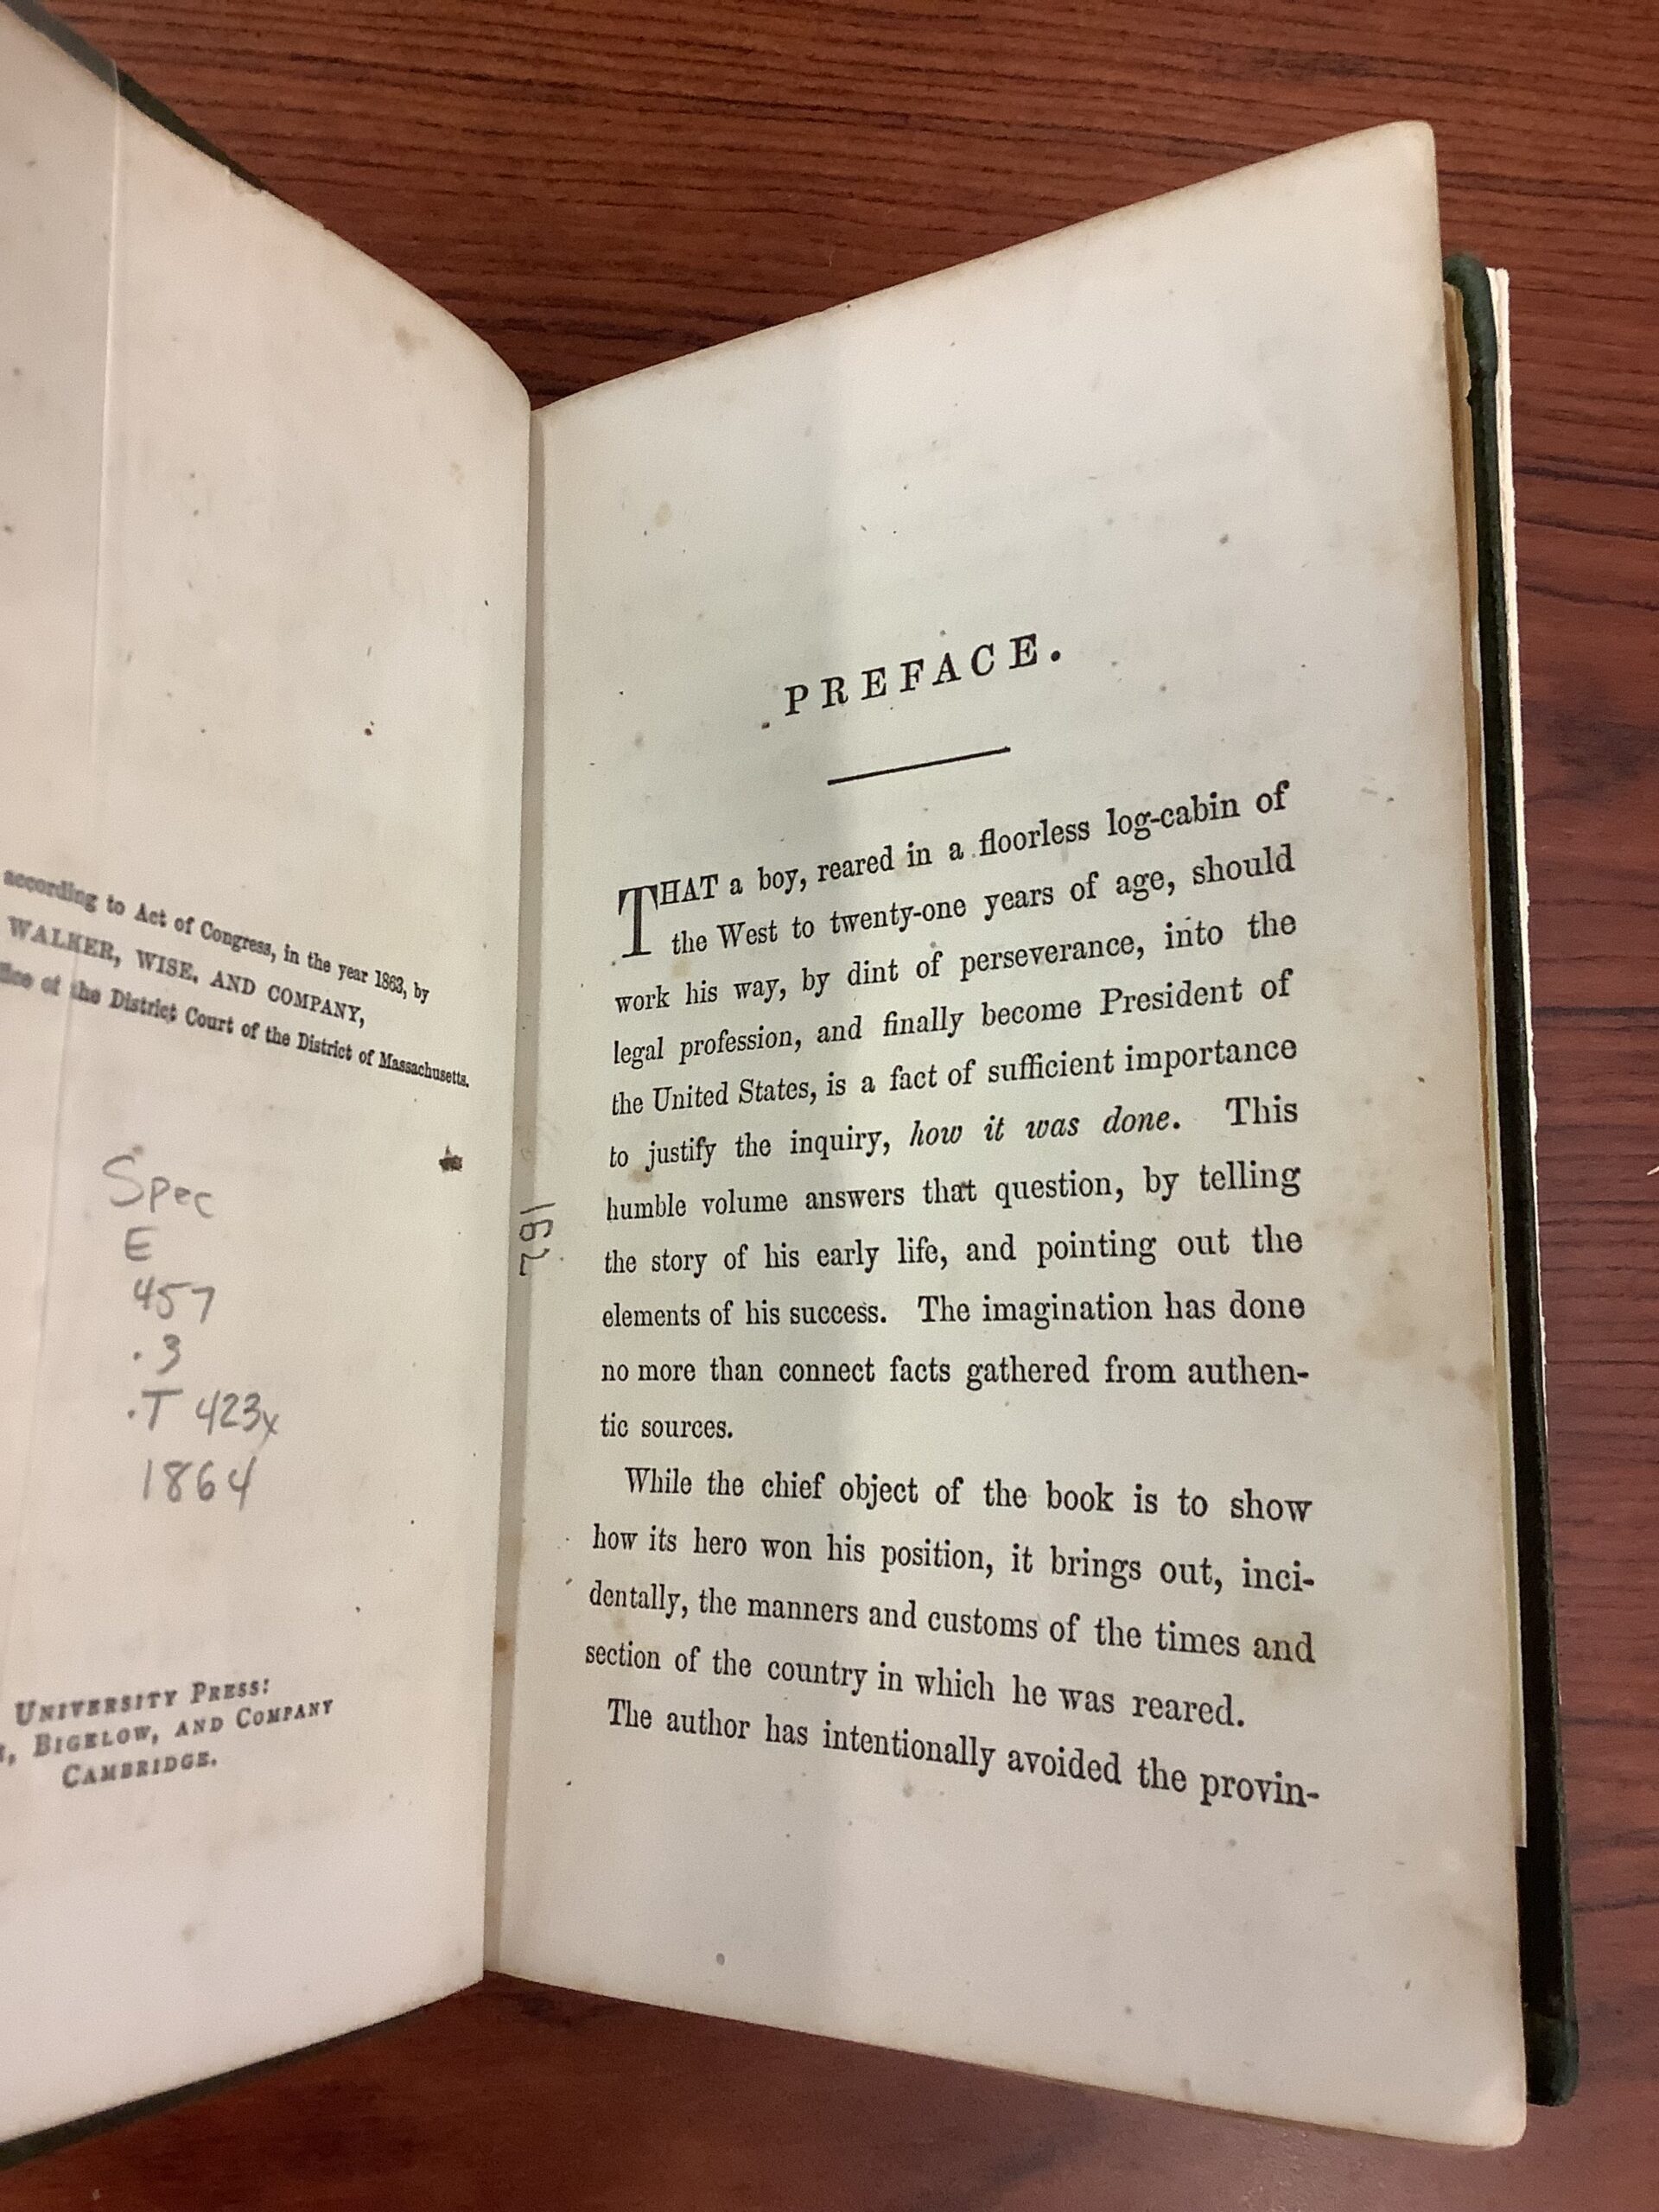 according to Act of Congress, in the year 1863, by
WALKER, WISE, AND COMPANY,
of the District Court of the District of Massachusetts.
Spec
E
457
.3
.T 423x
1864
UNIVERSITY PRESS:
BIGELOW, AND COMPANY
CAMBRIDGE.
1962
PREFACE.
THAT a boy, reared in a floorless log-cabin of
the West to twenty-one years of age, should
work his way, by dint of perseverance, into the
legal profession, and finally become President of
the United States, is a fact of sufficient importance
to justify the inquiry, how it was done. This
humble volume answers that question, by telling
the story of his early life, and pointing out the
elements of his success. The imagination has done
no more than connect facts gathered from authen-
tic sources.
While the chief object of the book is to show
how its hero won his position, it brings out, inci-
dentally, the manners and customs of the times and
section of the country in which he was reared.
The author has intentionally avoided the provin-